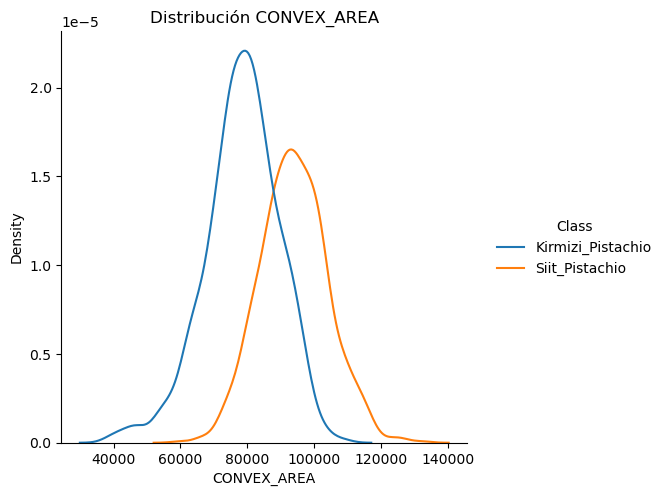 Distribución CONVEX_AREA
1e−5
2.0
1.5
1.0
0.5
0.0
Density
40000 60000 80000 100000 120000 140000
CONVEX_AREA
Class
Kirmizi_Pistachio
Siit_Pistachio